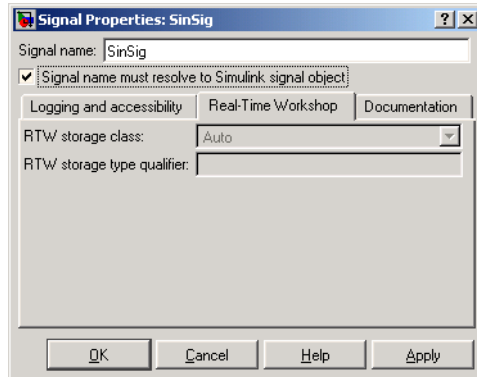 Signal Properties: SinSig
Signal name: SinSig
Signal name must resolve to Simulink signal object
Logging and accessibility Real-Time Workshop Documentation
RTW storage class: Auto
RTW storage type qualifier:
OK Cancel Help Apply